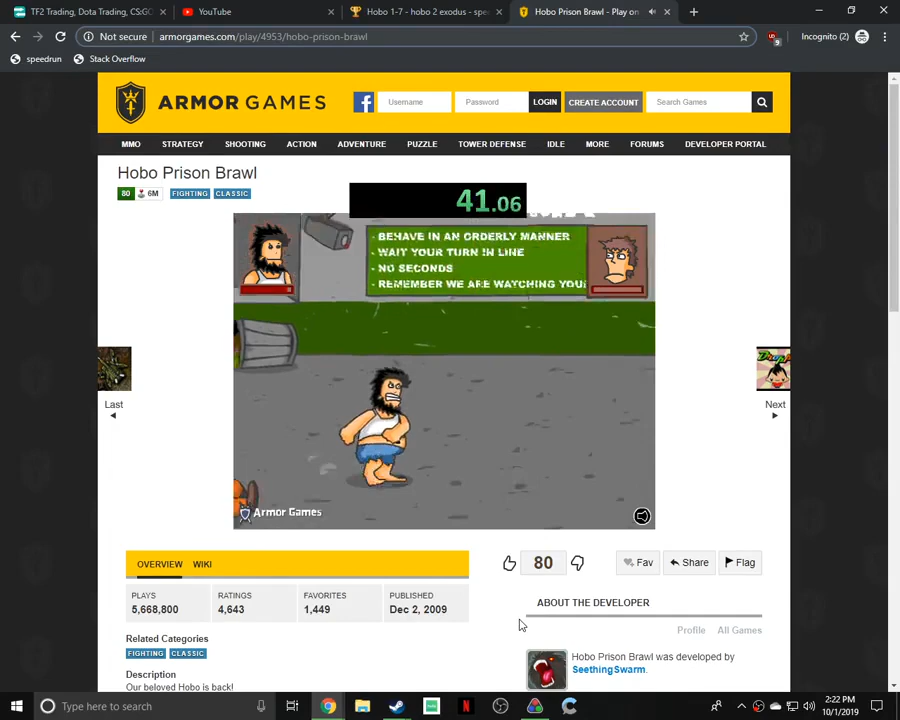 TF2 Trading, Dota Trading, CS:GO
YouTube
Hobo 1-7 - hobo 2 exodus - spee
Hobo Prison Brawl - Play on
Not secure
armorgames.com/play/4953/hobo-prison-brawl
9
Incognito (2)
speedrun
Stack Overflow
ARMOR GAMES
Username
Password
LOGIN
CREATE ACCOUNT
Search Games
MMO
STRATEGY
SHOOTING
ACTION
ADVENTURE
PUZZLE
TOWER DEFENSE
IDLE
MORE
FORUMS
DEVELOPER PORTAL
Hobo Prison Brawl
80
6M
FIGHTING
CLASSIC
41.06
- BEHAVE IN AN ORDERLY MANNER
- WAIT YOUR TURN IN LINE
- NO SECONDS
- REMEMBER WE ARE WATCHING YOU
Last
Next
Armor Games
OVERVIEW
WIKI
80
Fav
Share
Flag
PLAYS
5,668,800
RATINGS
4,643
FAVORITES
1,449
PUBLISHED
Dec 2, 2009
ABOUT THE DEVELOPER
Profile
All Games
Related Categories
FIGHTING
CLASSIC
Hobo Prison Brawl was developed by
SeethingSwarm.
Description
Our beloved Hobo is back!
Type here to search
2:22 PM
10/1/2019